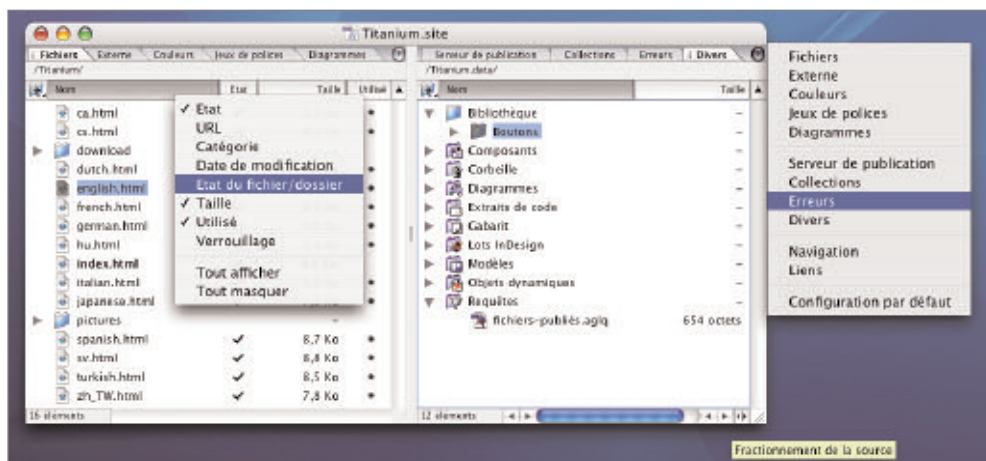 Titanium.site
Fichiers Externe Couleurs Jeux de polices Diagrammes
Serveur de publication Collections Erreurs Divers
/Titanium/
/Titanium.data/
Nom Etat Taille Utilisé
Nom Taille
ca.html
cs.html
download
dutch.html
english.html
french.html
german.html
hu.html
index.html
italian.html
japanese.html
pictures
spanish.html 8,7 Ko
sv.html 8,8 Ko
turkish.html 8,5 Ko
zh_TW.html 7,8 Ko
16 elements
Etat
URL
Catégorie
Date de modification
Etat du fichier/dossier
Taille
Utilisé
Verrouillage
Tout afficher
Tout masquer
Bibliothèque
Boutons
Composants
Corbeille
Diagrammes
Extraits de code
Gabarit
Lots InDesign
Modèles
Objets dynamiques
Requêtes
fichiers-publiés.aglq 654 octets
12 elements
Fichiers
Externe
Couleurs
Jeux de polices
Diagrammes
Serveur de publication
Collections
Erreurs
Divers
Navigation
Liens
Configuration par défaut
Fractionnement de la source